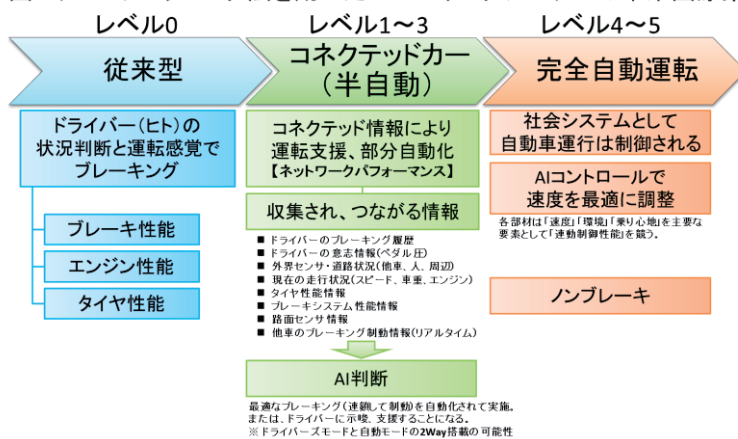 レベル0
従来型
ドライバー(ヒト)の
状況判断と運転感覚で
ブレーキング
ブレーキ性能
エンジン性能
タイヤ性能
レベル1~3
コネクテッドカー
(半自動)
コネクテッド情報により
運転支援、部分自動化
【ネットワークパフォーマンス】
収集され、つながる情報
■ ドライバーのブレーキング履歴
■ ドライバーの意志情報(ペダル圧)
■ 外界センサ・道路状況(他車、人、周辺)
■ 現在の走行状況(スピード、車重、エンジン)
■ タイヤ性能情報
■ ブレーキシステム性能情報
■ 路面センサ情報
■ 他車のブレーキング制動情報(リアルタイム)
AI判断
最適なブレーキング(連鎖して制動)を自動化されて実施。
または、ドライバーに示唆、支援することになる。
※ドライバーズモードと自動モードの2Way搭載の可能性
レベル4~5
完全自動運転
社会システムとして
自動車運行は制御される
AIコントロールで
速度を最適に調整
各部材は「速度」「環境」「乗り心地」を主要な
要素として「連動制御性能」を競う。
ノンブレーキ